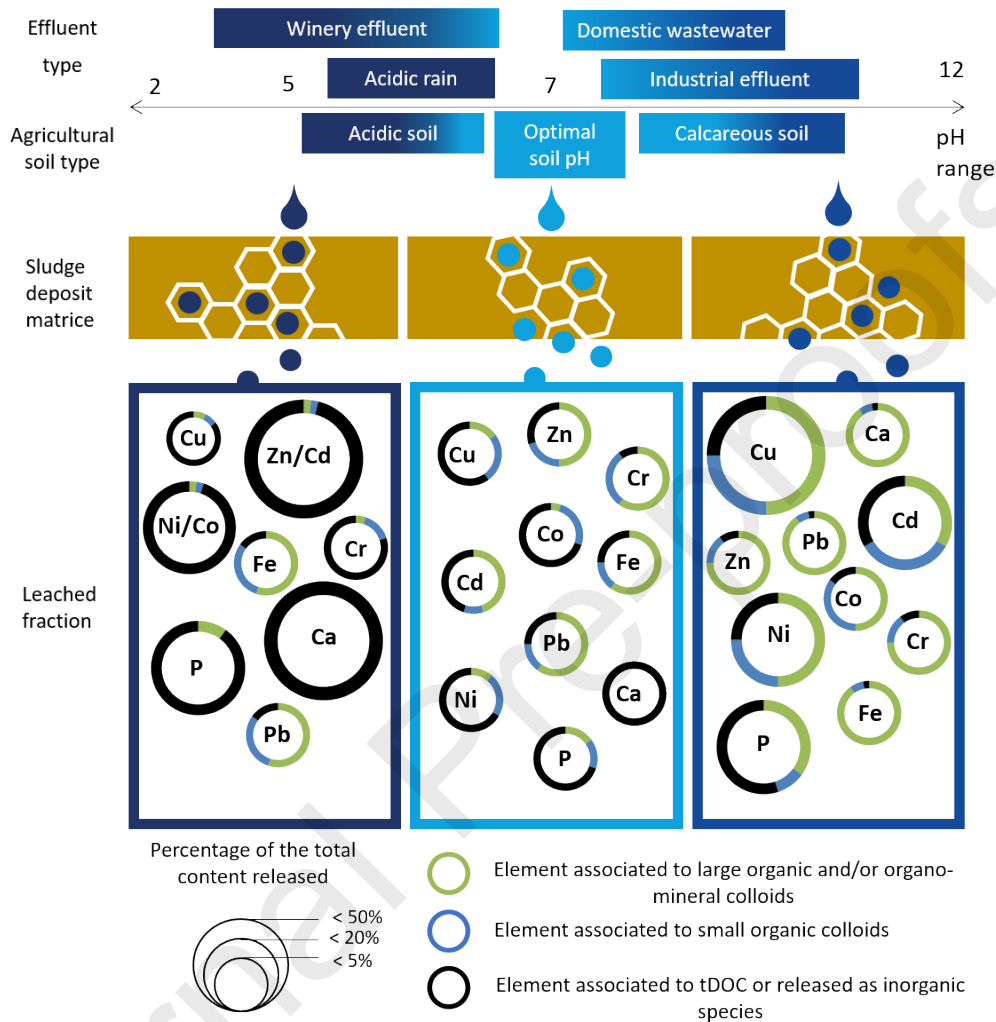 Effluent
type
Winery effluent
Domestic wastewater
Acidic rain
Industrial effluent
2
5
7
12
Agricultural
soil type
Acidic soil
Optimal
soil pH
Calcareous soil
pH
range
Sludge
deposit
matrice
Leached
fraction
Cu
Zn/Cd
Ni/Co
Fe
Cr
Ca
P
Pb
Zn
Cu
Cr
Co
Cd
Fe
Pb
Ni
Ca
P
Cu
Ca
Cd
Pb
Zn
Co
Ni
Cr
Fe
P
Percentage of the total
content released
< 50%
< 20%
< 5%
Element associated to large organic and/or organo-
mineral colloids
Element associated to small organic colloids
Element associated to tDOC or released as inorganic
species
nal Pre-proofs